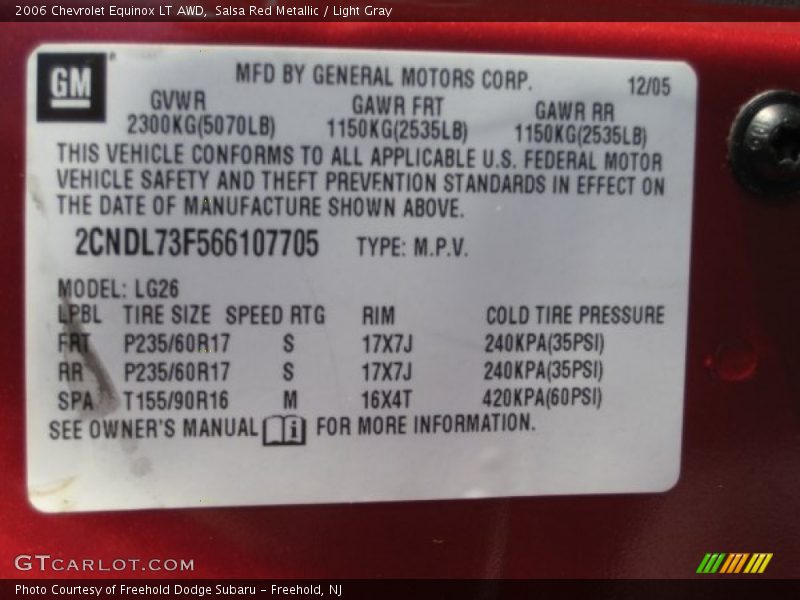 2006 Chevrolet Equinox LT AWD, Salsa Red Metallic / Light Gray
GM
MFD BY GENERAL MOTORS CORP. 12/05
GVWR GAWR FRT GAWR RR
2300KG(5070LB) 1150KG(2535LB) 1150KG(2535LB)
THIS VEHICLE CONFORMS TO ALL APPLICABLE U.S. FEDERAL MOTOR
VEHICLE SAFETY AND THEFT PREVENTION STANDARDS IN EFFECT ON
THE DATE OF MANUFACTURE SHOWN ABOVE.
2CNDL73F566107705 TYPE: M.P.V.
MODEL: LG26
LPBL TIRE SIZE SPEED RTG RIM COLD TIRE PRESSURE
FRT P235/60R17 S 17X7J 240KPA(35PSI)
RR P235/60R17 S 17X7J 240KPA(35PSI)
SPA T155/90R16 M 16X4T 420KPA(60PSI)
SEE OWNER'S MANUAL i FOR MORE INFORMATION.
GTCARLOT.COM
Photo Courtesy of Freehold Dodge Subaru - Freehold, NJ